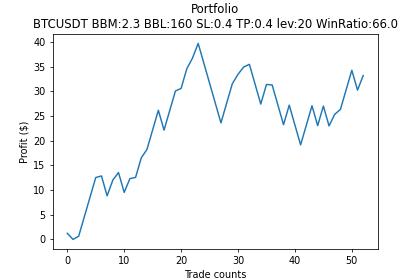 Portfolio
BTCUSDT BBM:2.3 BBL:160 SL:0.4 TP:0.4 lev:20 WinRatio:66.0
40
35
30
25
20
15
10
5
0
Profit ($)
0 10 20 30 40 50
Trade counts